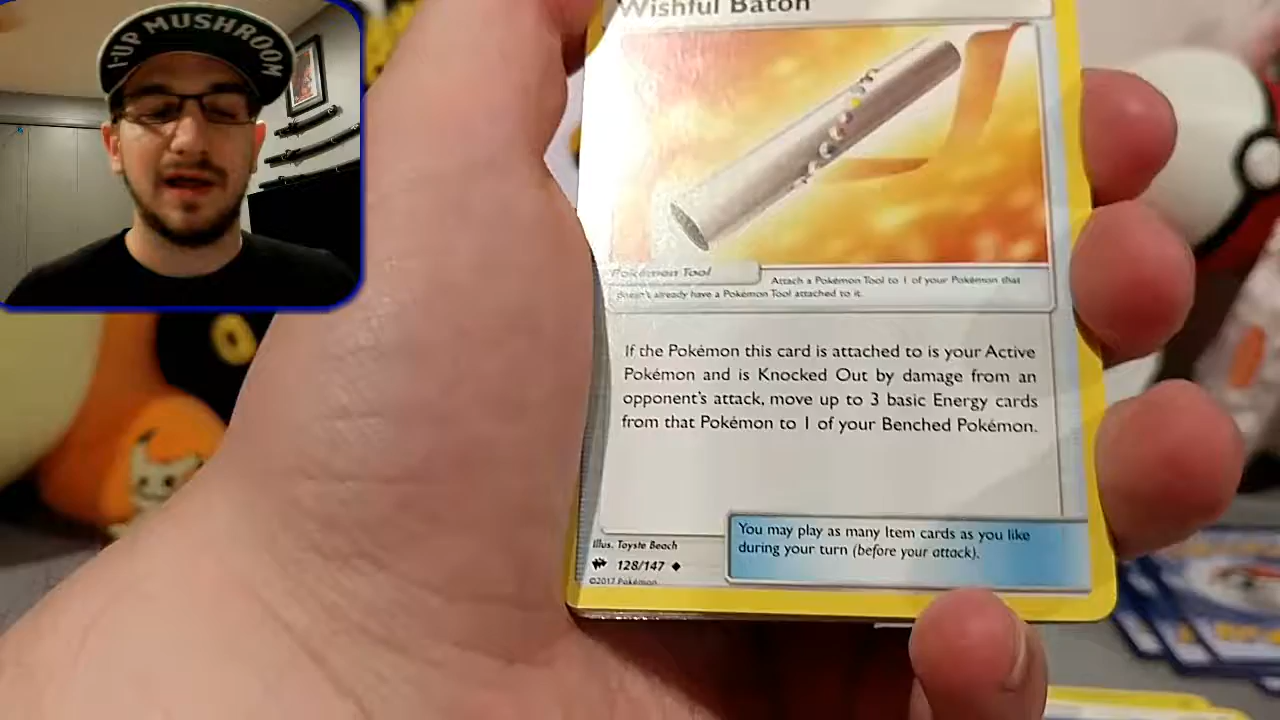 1-UP MUSHROOM
Wishful Baton
Pokémon Tool
Attach a Pokémon Tool to 1 of your Pokémon that
doesn't already have a Pokémon Tool attached to it.
If the Pokémon this card is attached to is your Active
Pokémon and is Knocked Out by damage from an
opponent's attack, move up to 3 basic Energy cards
from that Pokémon to 1 of your Benched Pokémon.
You may play as many Item cards as you like
during your turn (before your attack).
Illus. Toyste Beach
128/147
©2017 Pokémon